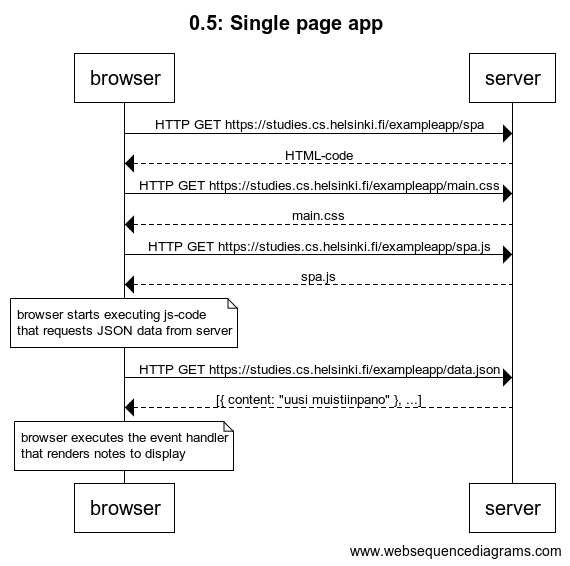 0.5: Single page app
browser
server
HTTP GET https://studies.cs.helsinki.fi/exampleapp/spa
HTML-code
HTTP GET https://studies.cs.helsinki.fi/exampleapp/main.css
main.css
HTTP GET https://studies.cs.helsinki.fi/exampleapp/spa.js
spa.js
browser starts executing js-code
that requests JSON data from server
HTTP GET https://studies.cs.helsinki.fi/exampleapp/data.json
[{ content: "uusi muistiinpano" }, ...]
browser executes the event handler
that renders notes to display
browser
server
www.websequencediagrams.com